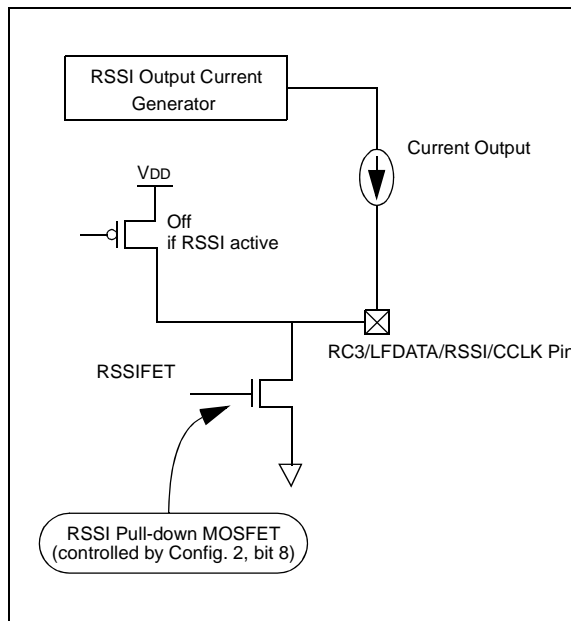 RSSI Output Current
Generator
Current Output
VDD
Off
if RSSI active
RC3/LFDATA/RSSI/CCLK Pin
RSSIFET
RSSI Pull-down MOSFET
(controlled by Config. 2, bit 8)